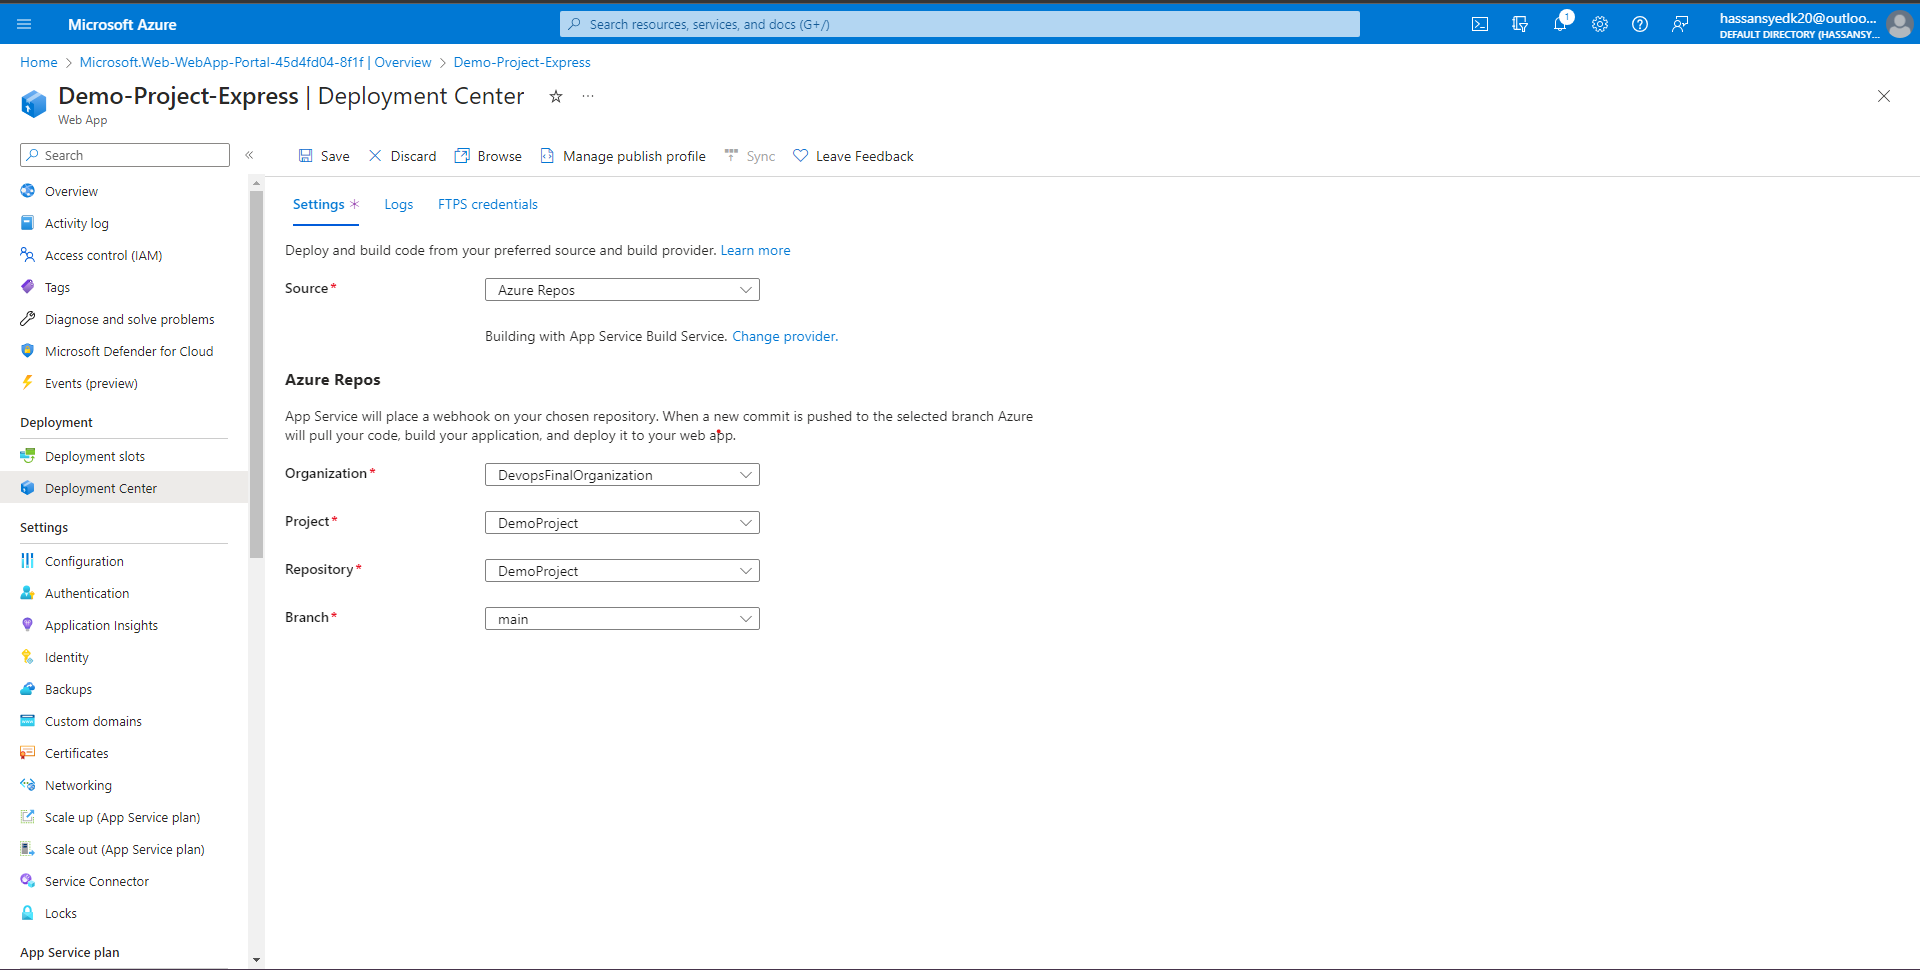 Microsoft Azure
Search resources, services, and docs (G+/)
1
hassansyedk20@outloo...
DEFAULT DIRECTORY (HASSANSY...
Home > Microsoft.Web-WebApp-Portal-45d4fd04-8f1f | Overview > Demo-Project-Express
Demo-Project-Express | Deployment Center
Web App
Search
Save
Discard
Browse
Manage publish profile
Sync
Leave Feedback
Overview
Activity log
Access control (IAM)
Tags
Diagnose and solve problems
Microsoft Defender for Cloud
Events (preview)
Deployment
Deployment slots
Deployment Center
Settings
Configuration
Authentication
Application Insights
Identity
Backups
Custom domains
Certificates
Networking
Scale up (App Service plan)
Scale out (App Service plan)
Service Connector
Locks
App Service plan
Settings *
Logs
FTPS credentials
Deploy and build code from your preferred source and build provider. Learn more
Source*
Azure Repos
Building with App Service Build Service. Change provider.
Azure Repos
App Service will place a webhook on your chosen repository. When a new commit is pushed to the selected branch Azure
will pull your code, build your application, and deploy it to your web app.
Organization*
DevopsFinalOrganization
Project*
DemoProject
Repository*
DemoProject
Branch*
main